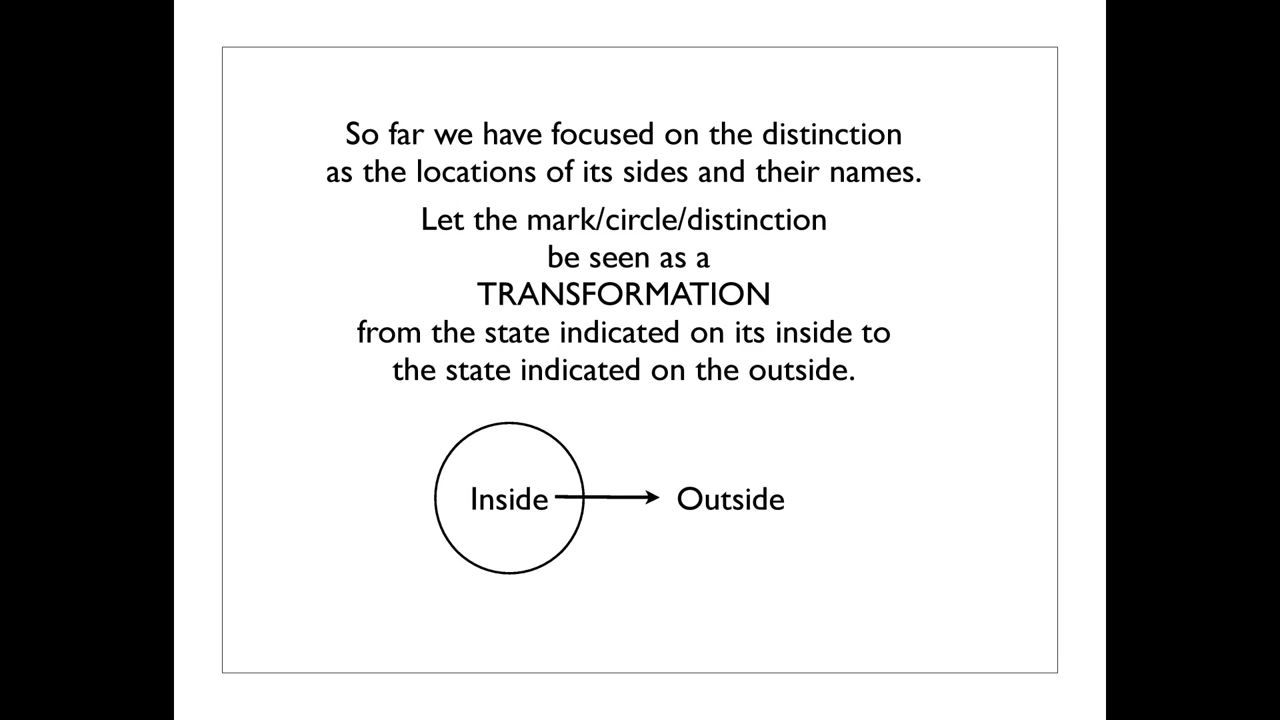 So far we have focused on the distinction
as the locations of its sides and their names.
Let the mark/circle/distinction
be seen as a
TRANSFORMATION
from the state indicated on its inside to
the state indicated on the outside.
Inside
Outside